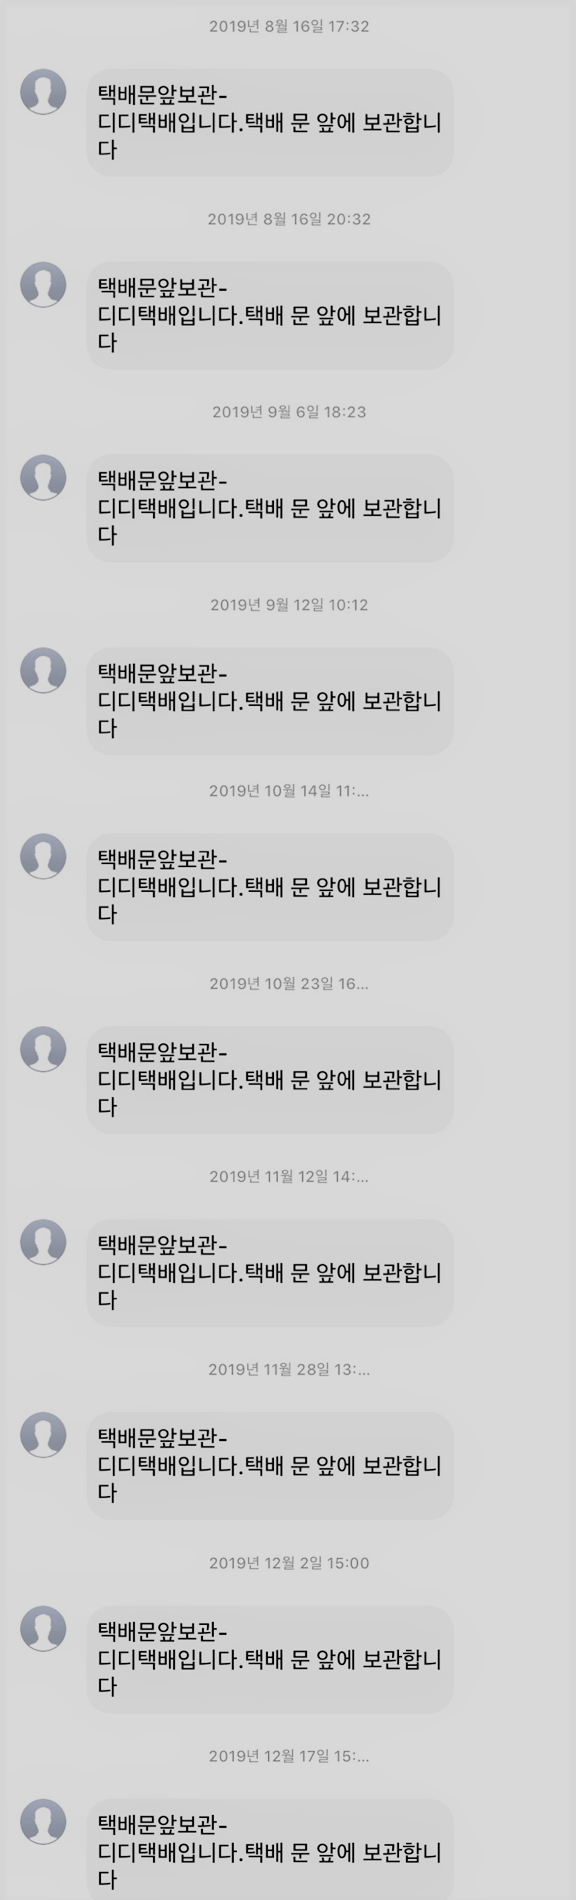 2019년 8월 16일 17:32
택배문앞보관-
디디택배입니다.택배 문 앞에 보관합니
다
2019년 8월 16일 20:32
택배문앞보관-
디디택배입니다.택배 문 앞에 보관합니
다
2019년 9월 6일 18:23
택배문앞보관-
디디택배입니다.택배 문 앞에 보관합니
다
2019년 9월 12일 10:12
택배문앞보관-
디디택배입니다.택배 문 앞에 보관합니
다
2019년 10월 14일 11:...
택배문앞보관-
디디택배입니다.택배 문 앞에 보관합니
다
2019년 10월 23일 16...
택배문앞보관-
디디택배입니다.택배 문 앞에 보관합니
다
2019년 11월 12일 14:...
택배문앞보관-
디디택배입니다.택배 문 앞에 보관합니
다
2019년 11월 28일 13:...
택배문앞보관-
디디택배입니다.택배 문 앞에 보관합니
다
2019년 12월 2일 15:00
택배문앞보관-
디디택배입니다.택배 문 앞에 보관합니
다
2019년 12월 17일 15:...
택배문앞보관-
디디택배입니다.택배 문 앞에 보관합니
다